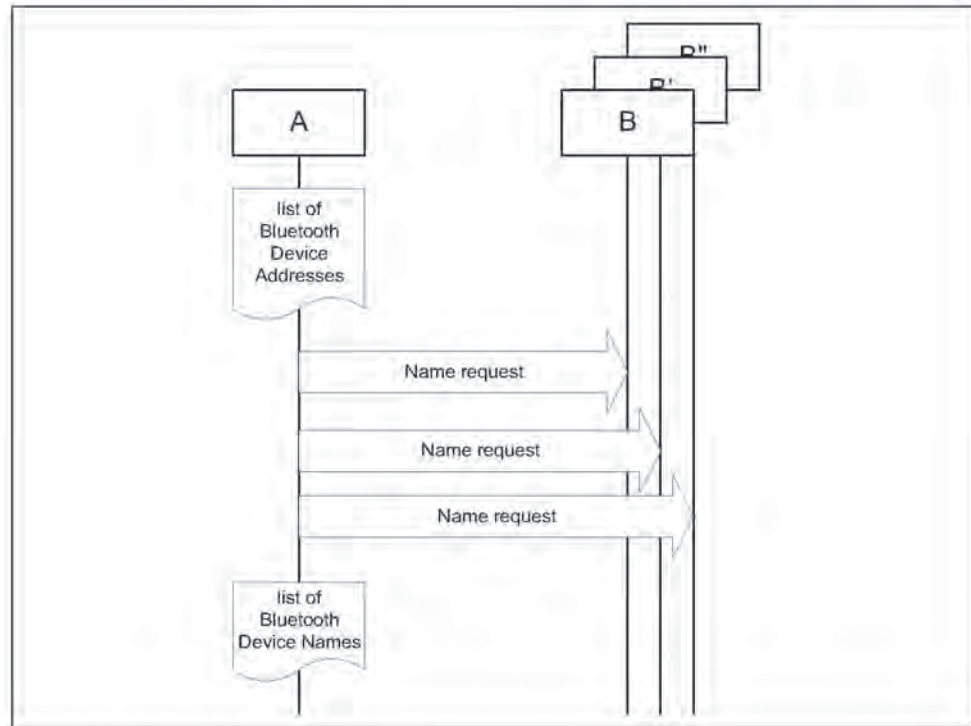 B"
B'
A
B
list of
Bluetooth
Device
Addresses
Name request
Name request
Name request
list of
Bluetooth
Device Names